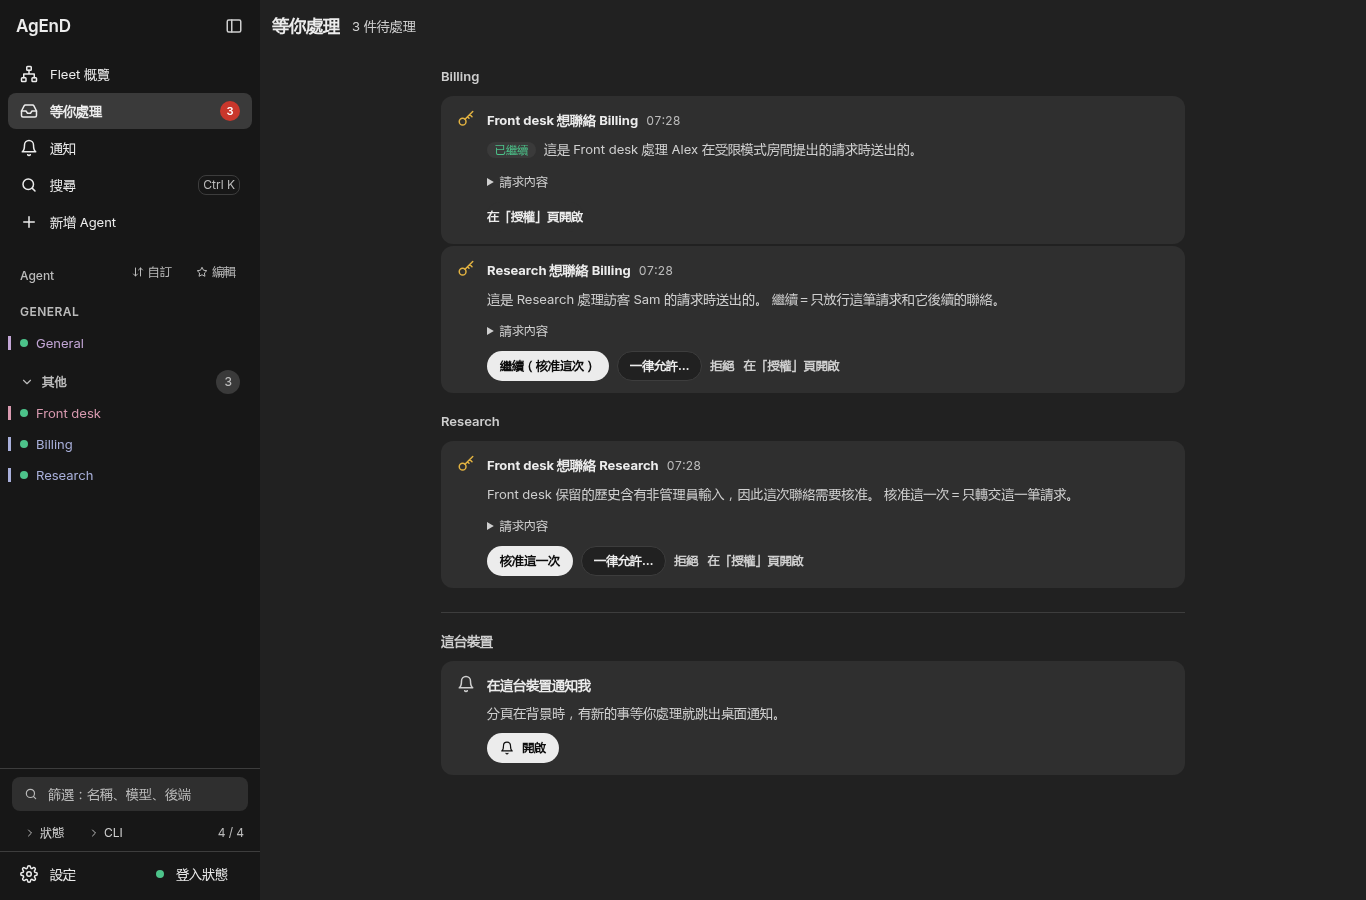 AgEnD
Fleet 概覽
等你處理 3
通知
搜尋 Ctrl K
新增 Agent
Agent 自訂 編輯
GENERAL
General
其他 3
Front desk
Billing
Research
篩選：名稱、模型、後端
狀態 CLI 4 / 4
設定 登入狀態
等你處理 3 件待處理
Billing
Front desk 想聯絡 Billing 07:28
已繼續 這是 Front desk 處理 Alex 在受限模式房間提出的請求時送出的。
請求內容
在「授權」頁開啟
Research 想聯絡 Billing 07:28
這是 Research 處理訪客 Sam 的請求時送出的。 繼續＝只放行這筆請求和它後續的聯絡。
請求內容
繼續（核准這次） 一律允許… 拒絕 在「授權」頁開啟
Research
Front desk 想聯絡 Research 07:28
Front desk 保留的歷史含有非管理員輸入，因此這次聯絡需要核准。 核准這一次＝只轉交這一筆請求。
請求內容
核准這一次 一律允許… 拒絕 在「授權」頁開啟
這台裝置
在這台裝置通知我
分頁在背景時，有新的事等你處理就跳出桌面通知。
開啟